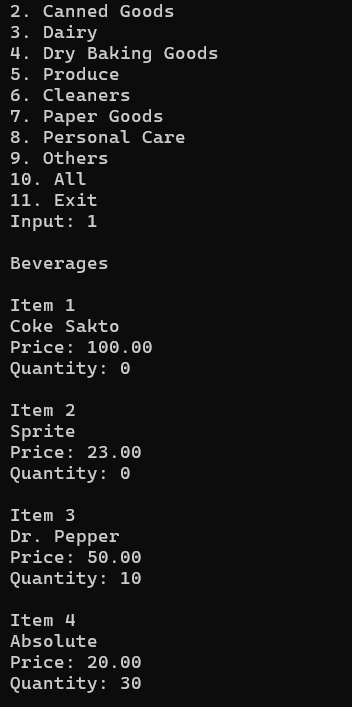 2. Canned Goods
3. Dairy
4. Dry Baking Goods
5. Produce
6. Cleaners
7. Paper Goods
8. Personal Care
9. Others
10. All
11. Exit
Input: 1
Beverages
Item 1
Coke Sakto
Price: 100.00
Quantity: 0
Item 2
Sprite
Price: 23.00
Quantity: 0
Item 3
Dr. Pepper
Price: 50.00
Quantity: 10
Item 4
Absolute
Price: 20.00
Quantity: 30